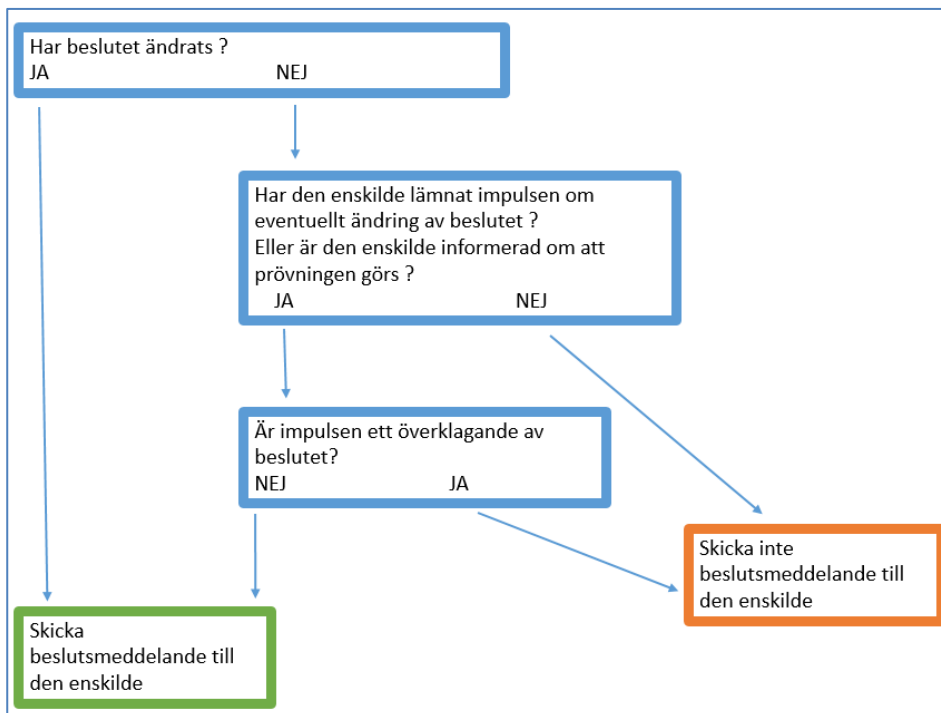 Har beslutet ändrats ?
JA NEJ
Har den enskilde lämnat impulsen om
eventuellt ändring av beslutet ?
Eller är den enskilde informerad om att
prövningen görs ?
JA NEJ
Är impulsen ett överklagande av
beslutet?
NEJ JA
Skicka inte
beslutsmeddelande till
den enskilde
Skicka
beslutsmeddelande till
den enskilde